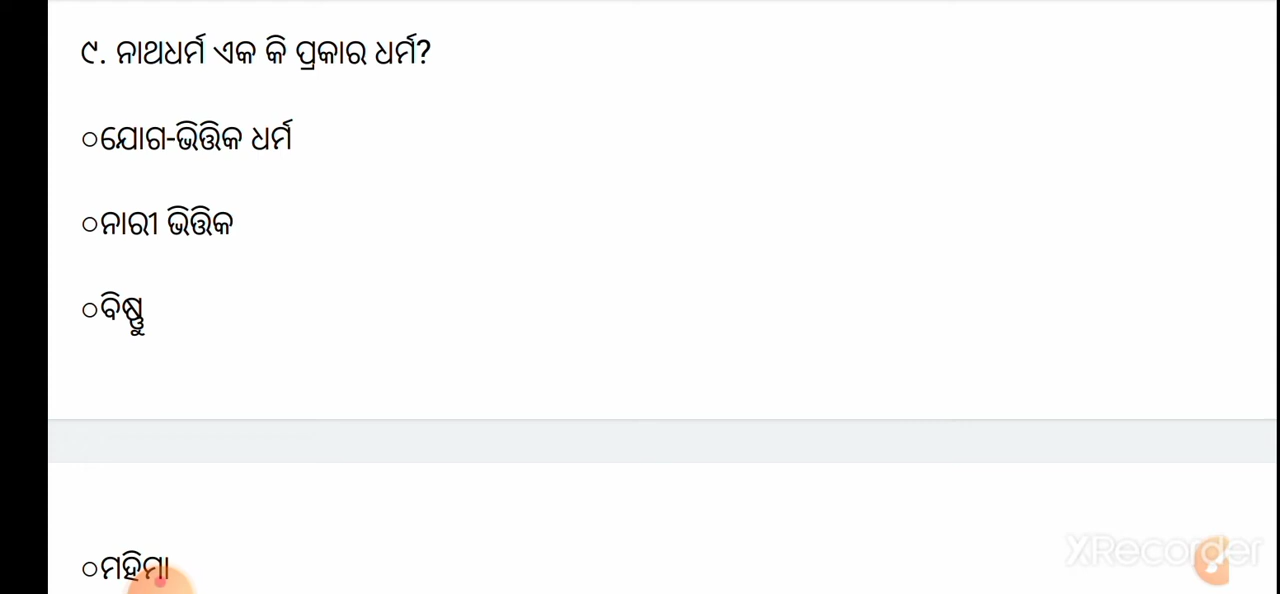 ୯. ନାଥଧର୍ମ ଏକ କି ପ୍ରକାର ଧର୍ମ?
○ଯୋଗ-ଭିତ୍ତିକ ଧର୍ମ
○ନାରୀ ଭିତ୍ତିକ
○ବିଷ୍ଣୁ
○ମହିମା
XRecorder